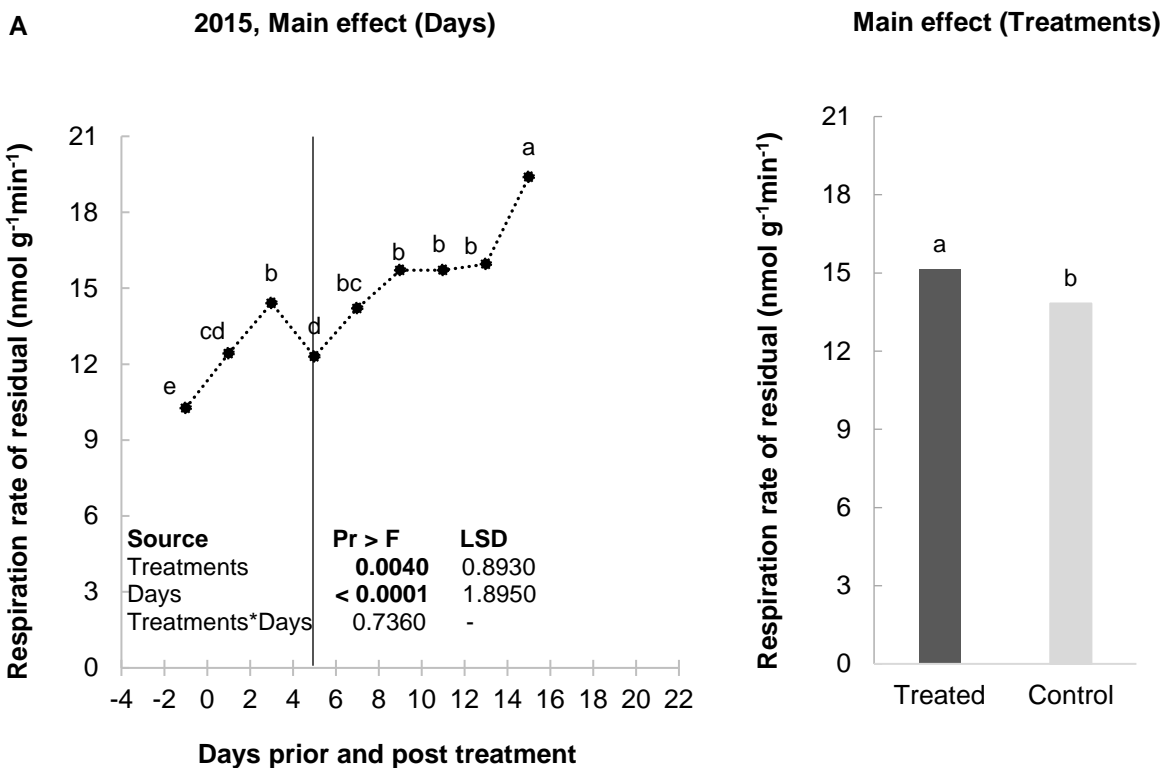 A
2015, Main effect (Days)
Respiration rate of residual (nmol g⁻¹min⁻¹)
21
18
15
12
9
6
3
0
e
cd
b
d
bc
b
b
b
a
Source Pr > F LSD
Treatments 0.0040 0.8930
Days < 0.0001 1.8950
Treatments*Days 0.7360 -
-4 -2 0 2 4 6 8 10 12 14 16 18 20 22
Days prior and post treatment
Main effect (Treatments)
Respiration rate of residual (nmol g⁻¹min⁻¹)
21
18
15
12
9
6
3
0
a
b
Treated Control